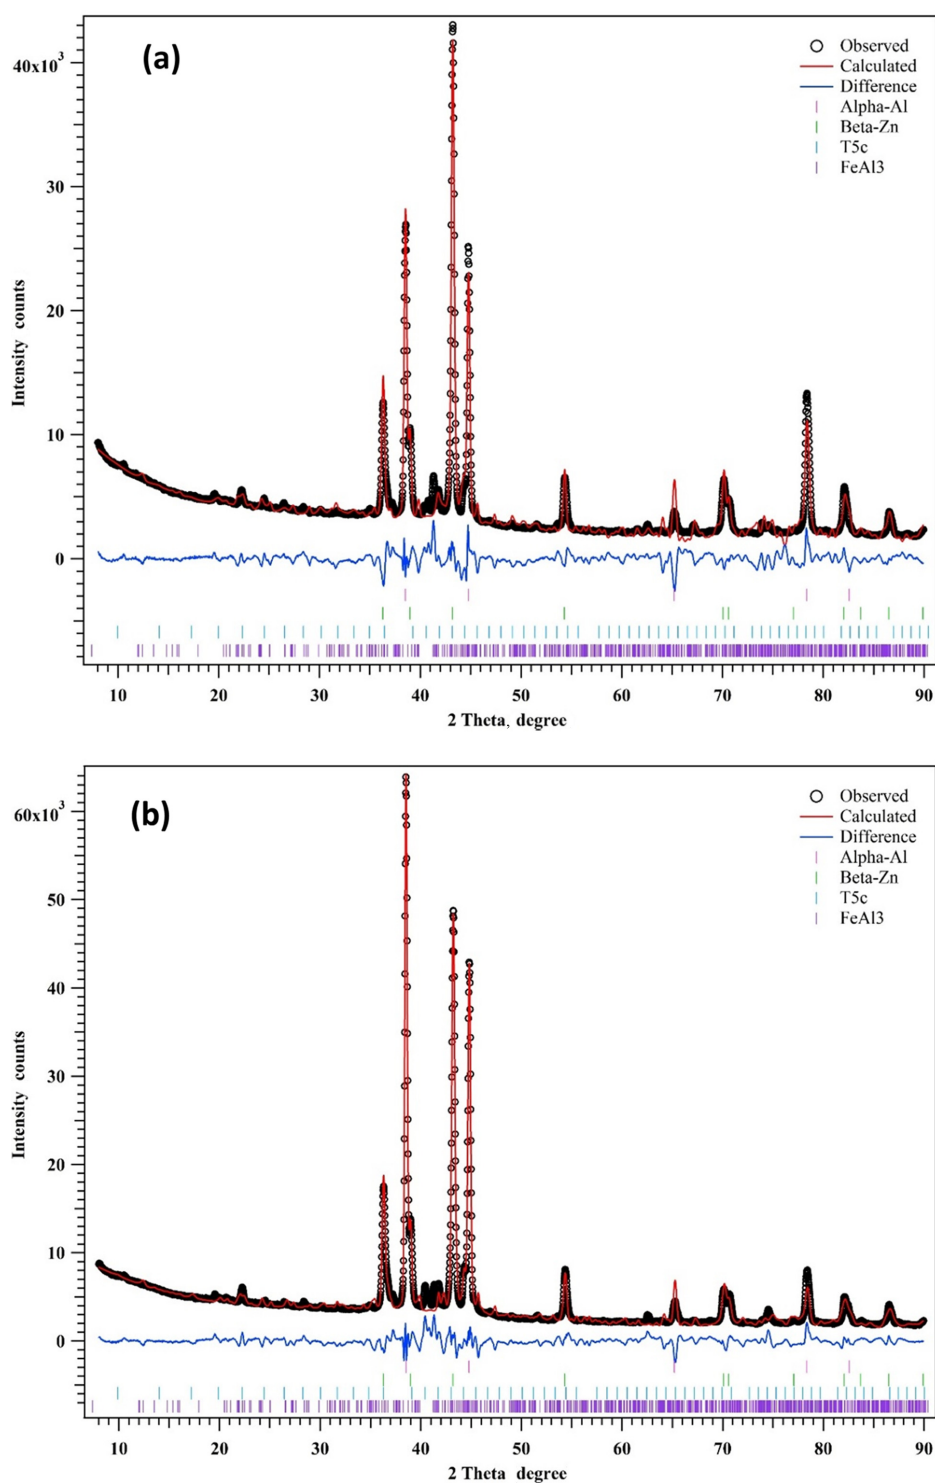 (a)
Observed
Calculated
Difference
Alpha-Al
Beta-Zn
T5c
FeAl3
40x10³
30
20
10
0
Intensity counts
10 20 30 40 50 60 70 80 90
2 Theta, degree
(b)
Observed
Calculated
Difference
Alpha-Al
Beta-Zn
T5c
FeAl3
60x10³
50
40
30
20
10
0
Intensity counts
10 20 30 40 50 60 70 80 90
2 Theta degree